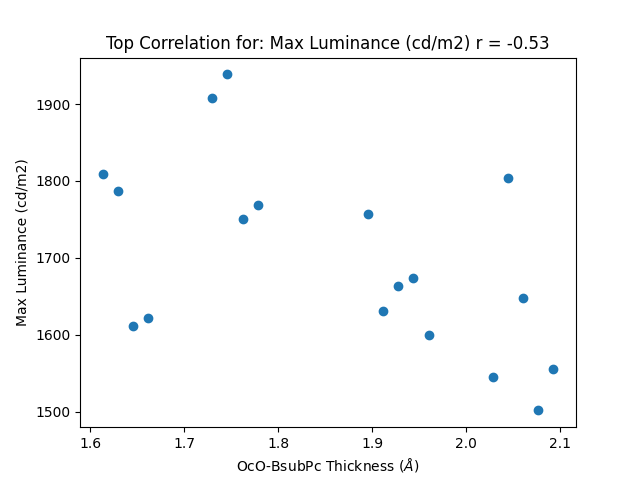 Top Correlation for: Max Luminance (cd/m2) r = -0.53
Max Luminance (cd/m2)
1900
1800
1700
1600
1500
1.6 1.7 1.8 1.9 2.0 2.1
OcO-BsubPc Thickness (Å)